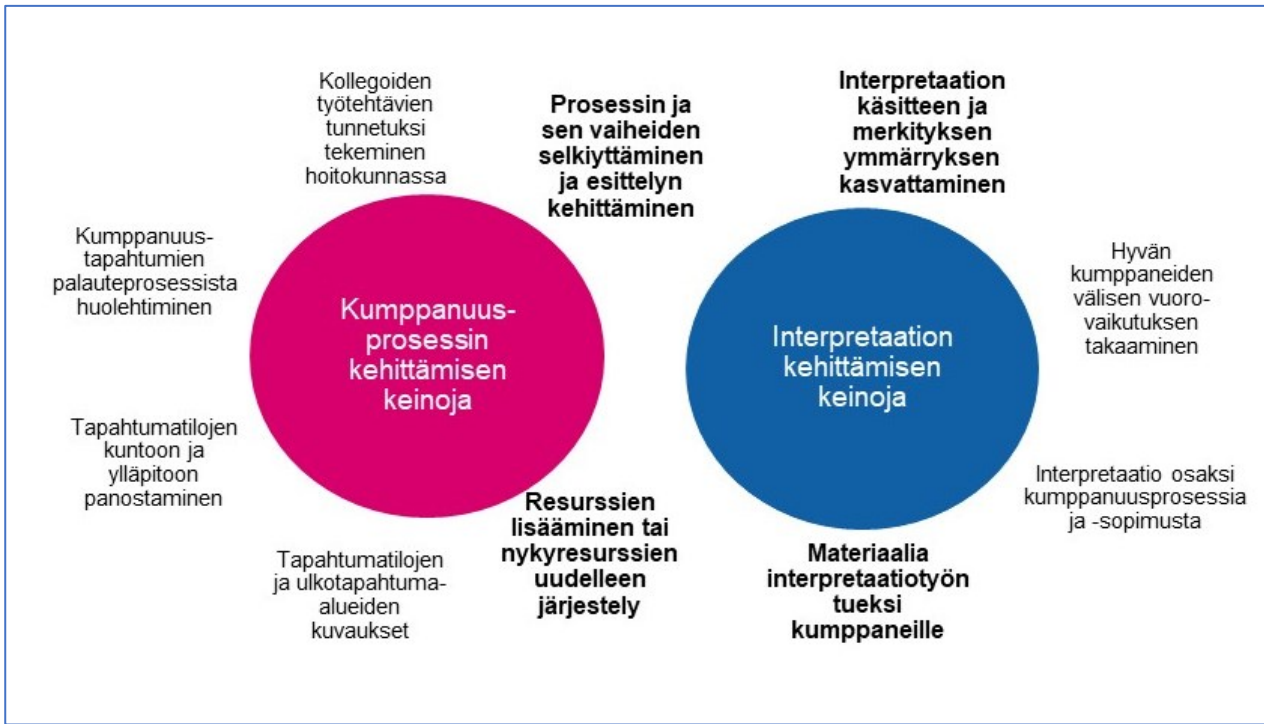 Kollegoiden
työtehtävien
tunnetuksi
tekeminen
hoitokunnassa
Prosessin ja
sen vaiheiden
selkiyttäminen
ja esittelyn
kehittäminen
Interpretaation
käsitteen ja
merkityksen
ymmärryksen
kasvattaminen
Kumppanuus-
tapahtumien
palauteprosessista
huolehtiminen
Kumppanuus-
prosessin
kehittämisen
keinoja
Interpretaation
kehittämisen
keinoja
Hyvän
kumppaneiden
välisen vuoro-
vaikutuksen
takaaminen
Tapahtumatilojen
kuntoon ja
ylläpitoon
panostaminen
Interpretaatio osaksi
kumppanuusprosessia
ja -sopimusta
Tapahtumatilojen
ja ulkotapahtuma-
alueiden
kuvaukset
Resurssien
lisääminen tai
nykyresurssien
uudelleen
järjestely
Materiaalia
interpretaatiotyön
tueksi
kumppaneille